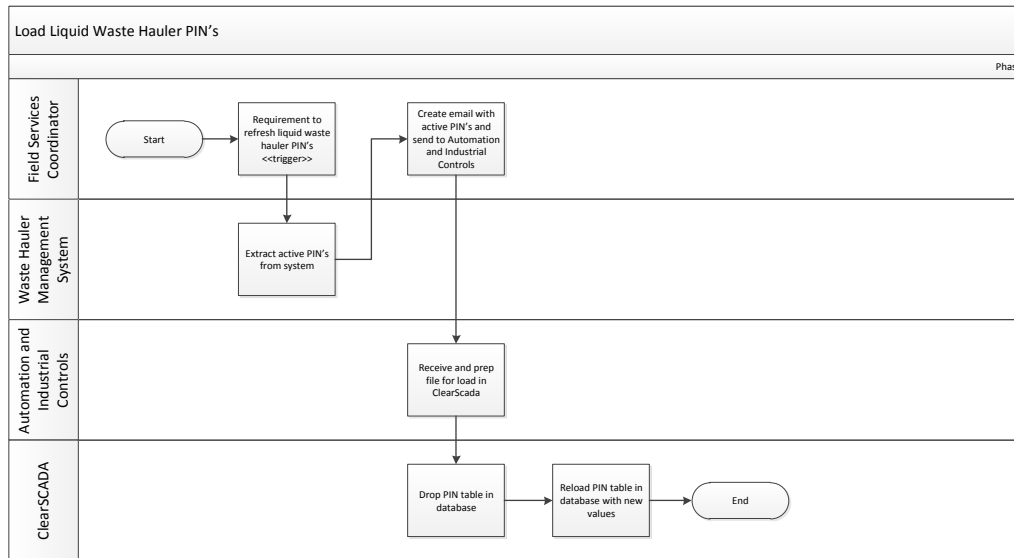 Load Liquid Waste Hauler PIN's
Phas
Field Services
Coordinator
Start
Requirement to
refresh liquid waste
hauler PIN's
<<trigger>>
Create email with
active PIN's and
send to Automation
and Industrial
Controls
Waste Hauler
Management
System
Extract active PIN's
from system
Automation and
Industrial
Controls
Receive and prep
file for load in
ClearScada
ClearSCADA
Drop PIN table in
database
Reload PIN table in
database with new
values
End